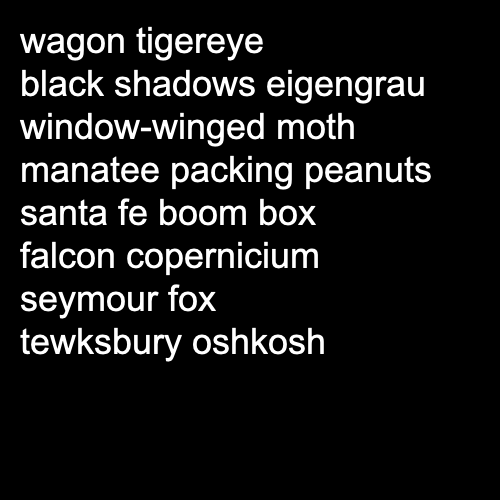 wagon tigereye
black shadows eigengrau
window-winged moth
manatee packing peanuts
santa fe boom box
falcon copernicium
seymour fox
tewksbury oshkosh